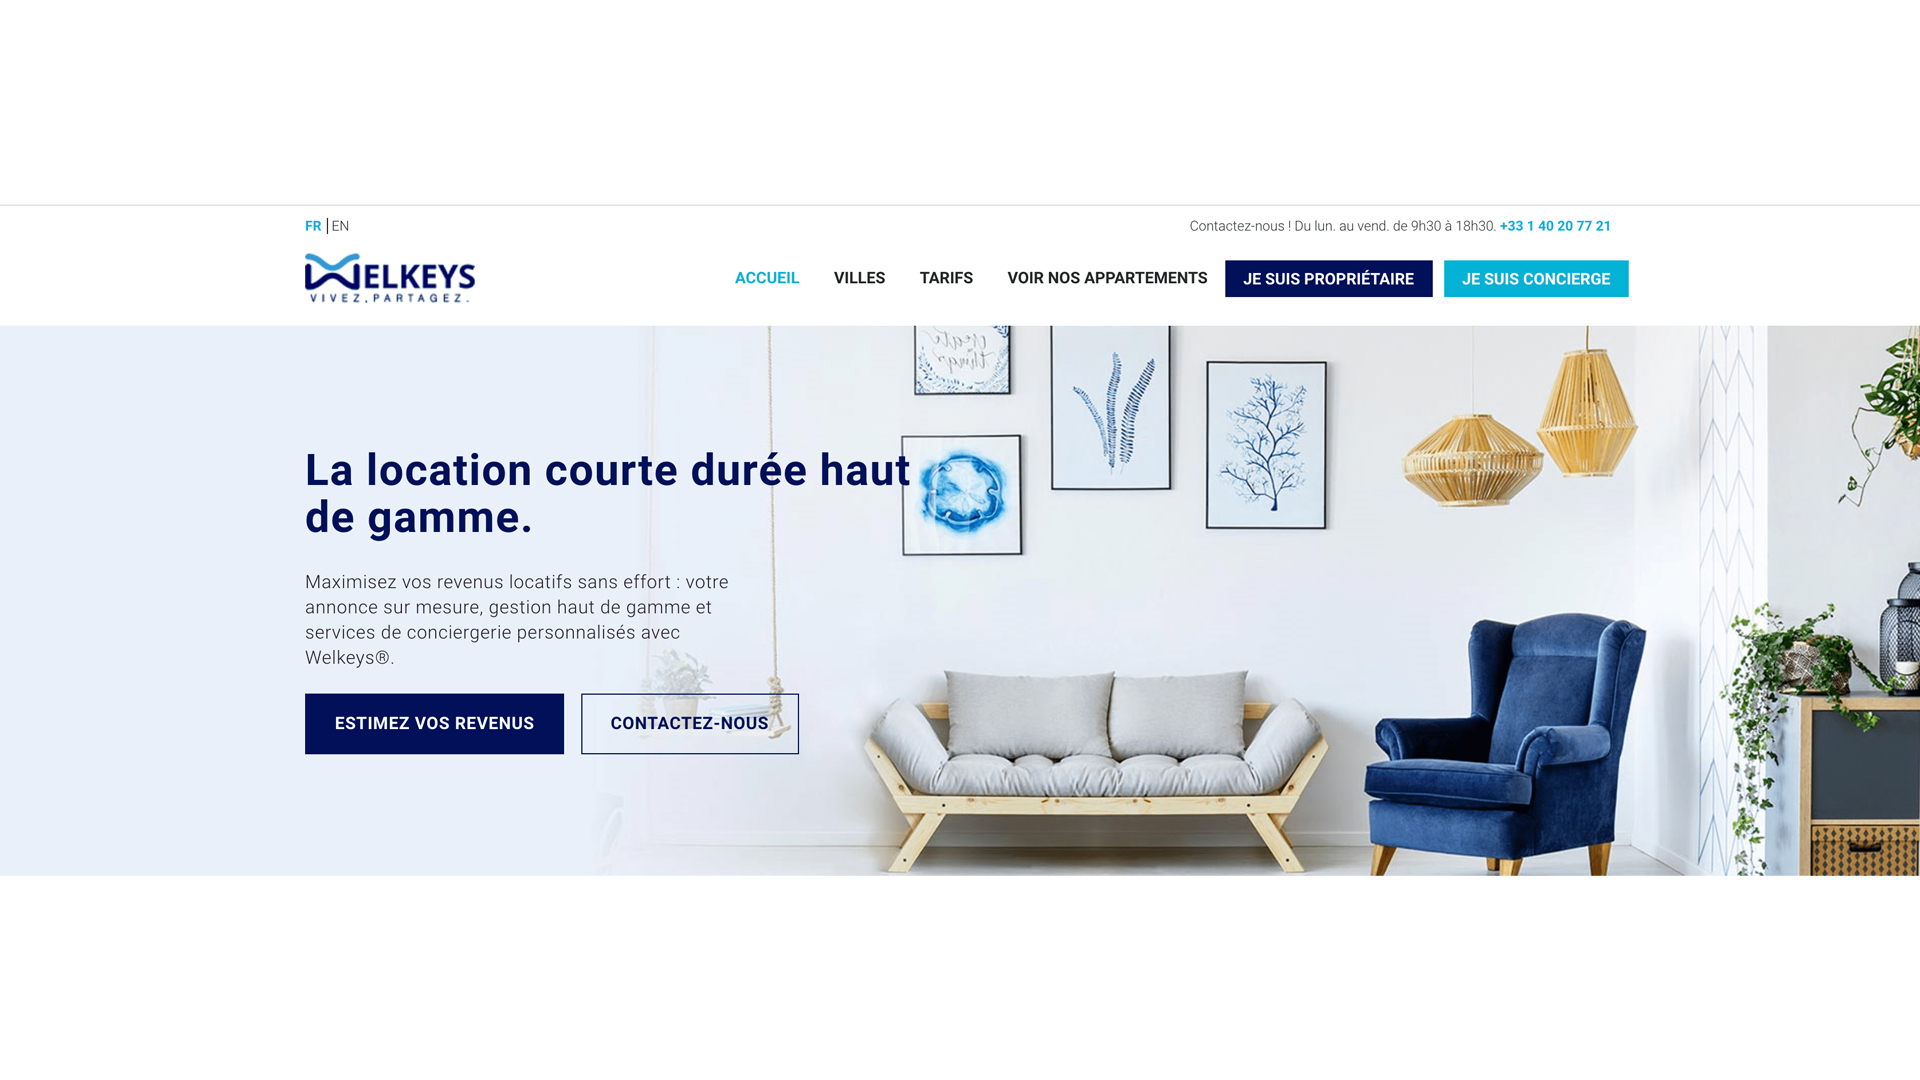 FR | EN
Contactez-nous ! Du lun. au vend. de 9h30 à 18h30. +33 1 40 20 77 21
WELKEYS
VIVEZ, PARTAGEZ.
ACCUEIL
VILLES
TARIFS
VOIR NOS APPARTEMENTS
JE SUIS PROPRIÉTAIRE
JE SUIS CONCIERGE
create
things
La location courte durée haut
de gamme.
Maximisez vos revenus locatifs sans effort : votre
annonce sur mesure, gestion haut de gamme et
services de conciergerie personnalisés avec
Welkeys®.
ESTIMEZ VOS REVENUS
CONTACTEZ-NOUS